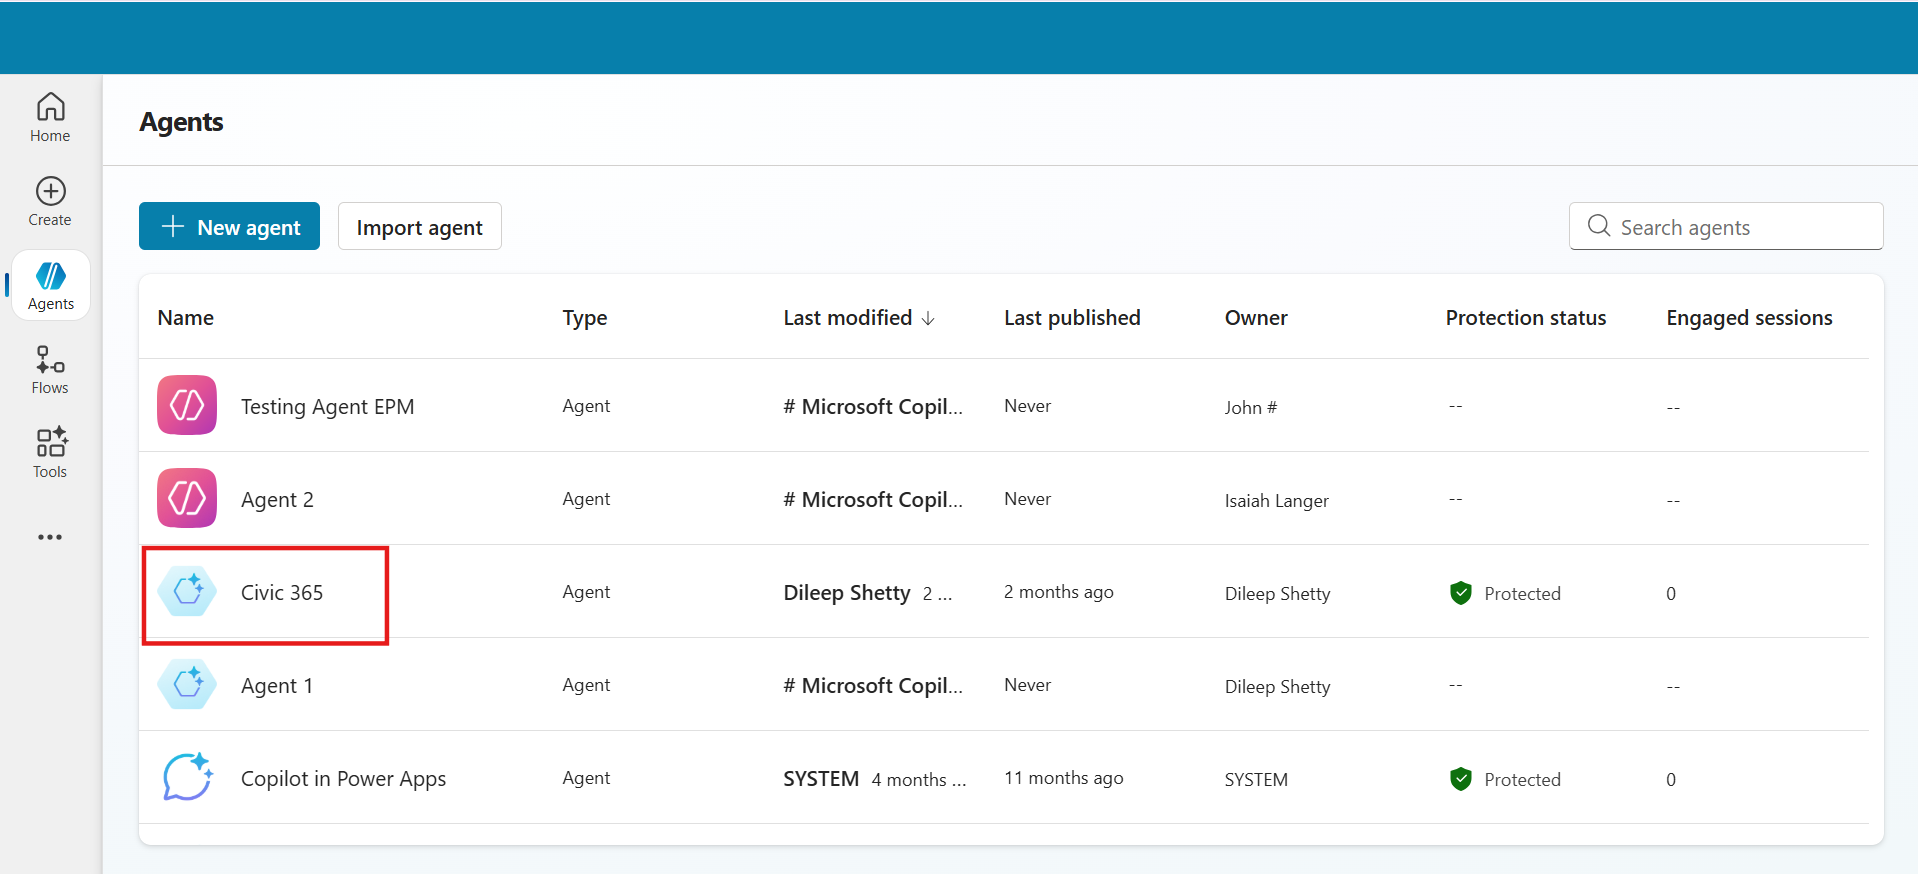 Home
Create
Agents
Flows
Tools
Agents
New agent
Import agent
Search agents
Name Type Last modified ↓ Last published Owner Protection status Engaged sessions
Testing Agent EPM Agent # Microsoft Copil... Never John # -- --
Agent 2 Agent # Microsoft Copil... Never Isaiah Langer -- --
Civic 365 Agent Dileep Shetty 2 ... 2 months ago Dileep Shetty Protected 0
Agent 1 Agent # Microsoft Copil... Never Dileep Shetty -- --
Copilot in Power Apps Agent SYSTEM 4 months ... 11 months ago SYSTEM Protected 0